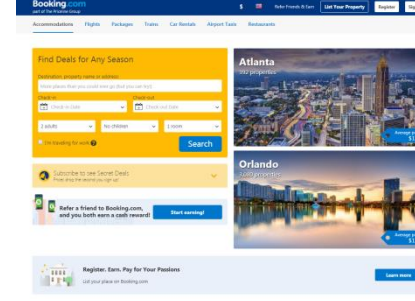 Booking.com
part of The Priceline Group
$
Refer Friends & Earn
List Your Property
Register
Accommodations Flights Packages Trains Car Rentals Airport Taxis Restaurants
Find Deals for Any Season
Destination, property name or address:
Check-in Check-out
Check-in Date Check-out Date
2 adults No children 1 room
I'm traveling for work
Search
Subscribe to see Secret Deals
Refer a friend to Booking.com,
and you both earn a cash reward!
Start earning!
Atlanta
properties
Average
Orlando
properties
Average
Register. Earn. Pay for Your Passions
List your place on Booking.com
Learn more